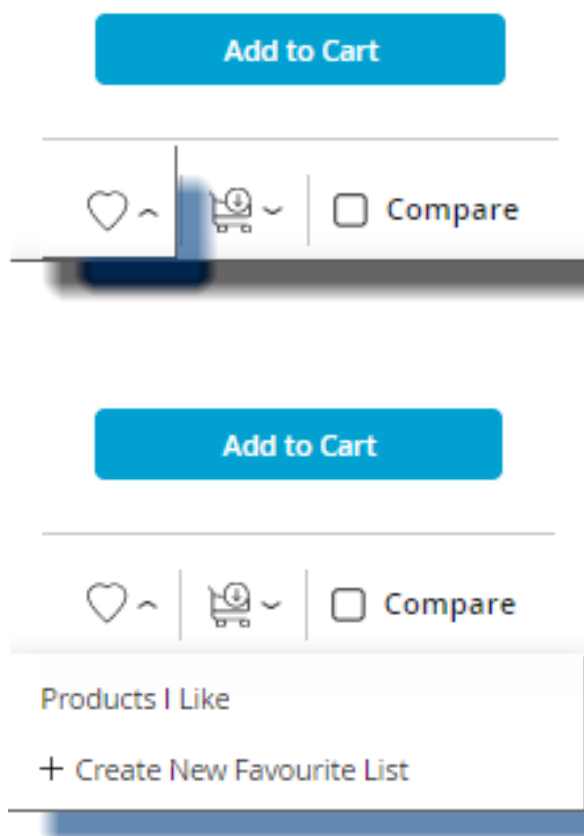 Add to Cart
Compare
Add to Cart
Compare
Products I Like
+ Create New Favourite List